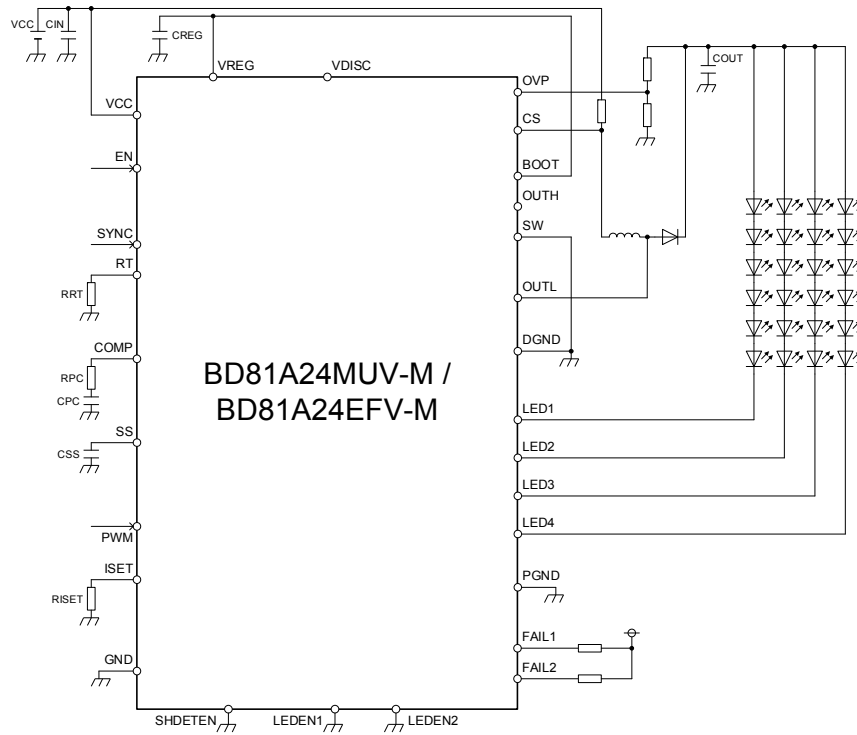 VCC
CIN
CREG
VREG
VDISC
VCC
EN
SYNC
RT
RRT
COMP
RPC
CPC
SS
CSS
PWM
ISET
RISET
GND
BD81A24MUV-M /
BD81A24EFV-M
OVP
COUT
CS
BOOT
OUTH
SW
OUTL
DGND
LED1
LED2
LED3
LED4
PGND
FAIL1
FAIL2
SHDETEN
LEDEN1
LEDEN2